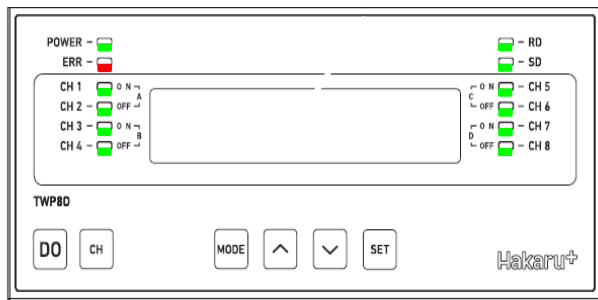 POWER RD
ERR SD
CH 1 ON A C ON CH 5
CH 2 OFF OFF CH 6
CH 3 ON B D ON CH 7
CH 4 OFF OFF CH 8
TWP8D
DO CH MODE SET
Hakaru+